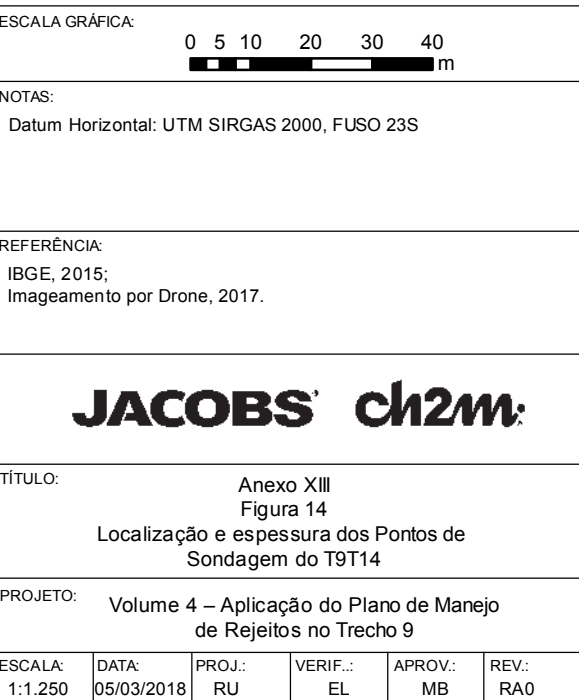 ESCALA GRÁFICA:
0 5 10 20 30 40
m
NOTAS:
Datum Horizontal: UTM SIRGAS 2000, FUSO 23S
REFERÊNCIA:
IBGE, 2015;
Imageamento por Drone, 2017.
JACOBS' ch2m:
TÍTULO:
Anexo XIII
Figura 14
Localização e espessura dos Pontos de
Sondagem do T9T14
PROJETO:
Volume 4 – Aplicação do Plano de Manejo
de Rejeitos no Trecho 9
ESCALA: DATA: PROJ.: VERIF..: APROV.: REV.:
1:1.250 05/03/2018 RU EL MB RA0